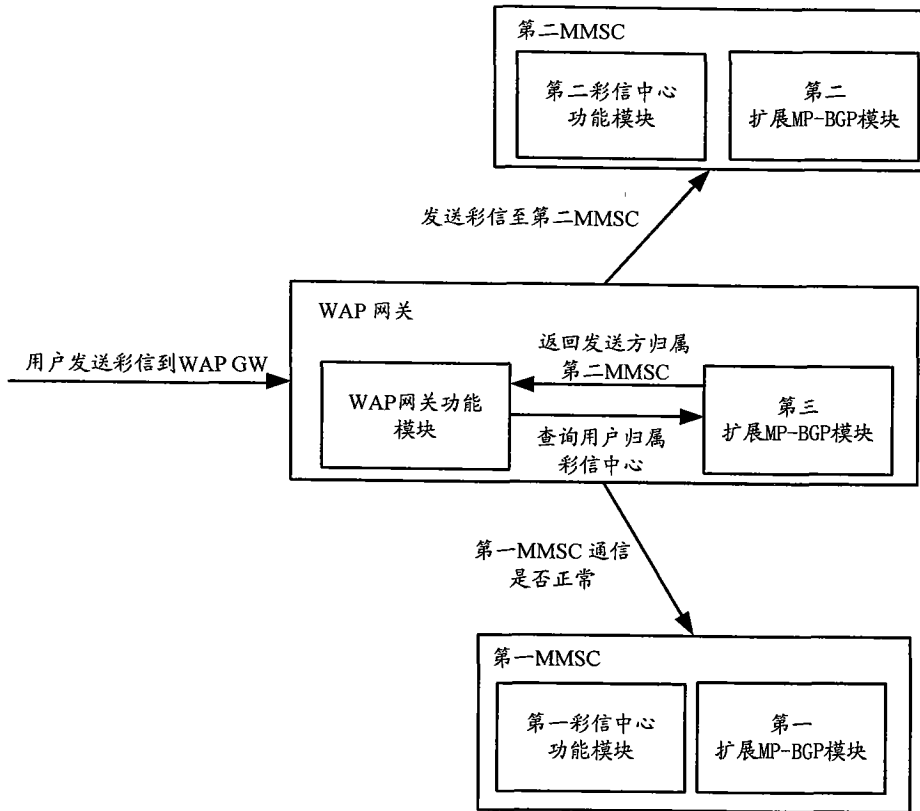 第二MMSC
第二彩信中心
功能模块
第二
扩展MP-BGP模块
发送彩信至第二MMSC
WAP 网关
用户发送彩信到WAP GW
返回发送方归属
第二MMSC
WAP网关功能
模块
第三
扩展MP-BGP模块
查询用户归属
彩信中心
第一MMSC 通信
是否正常
第一MMSC
第一彩信中心
功能模块
第一
扩展MP-BGP模块